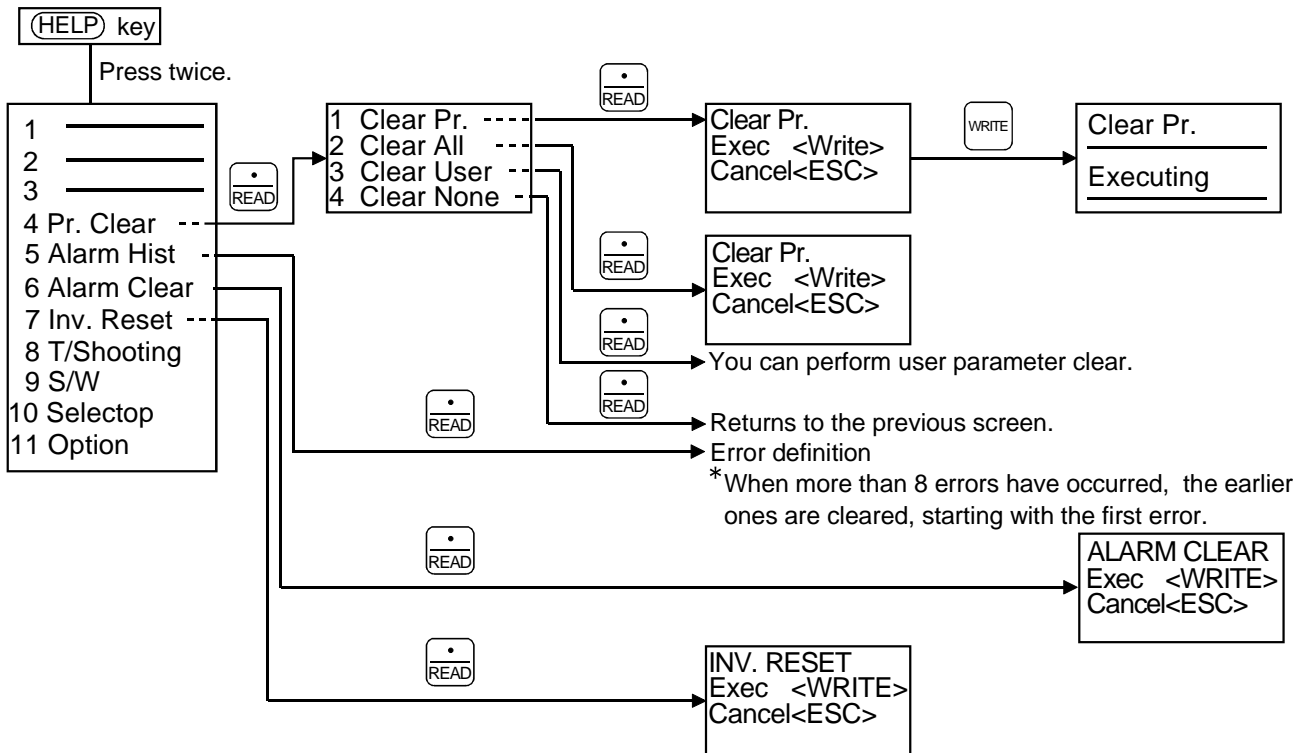 HELP key
Press twice.
1
2
3
4 Pr. Clear
5 Alarm Hist
6 Alarm Clear
7 Inv. Reset
8 T/Shooting
9 S/W
10 Selectop
11 Option
READ
1 Clear Pr.
2 Clear All
3 Clear User
4 Clear None
READ
Clear Pr.
Exec <Write>
Cancel<ESC>
WRITE
Clear Pr.
Executing
READ
Clear Pr.
Exec <Write>
Cancel<ESC>
READ
You can perform user parameter clear.
READ
Returns to the previous screen.
READ
Error definition
*When more than 8 errors have occurred, the earlier
ones are cleared, starting with the first error.
READ
ALARM CLEAR
Exec <WRITE>
Cancel<ESC>
READ
INV. RESET
Exec <WRITE>
Cancel<ESC>